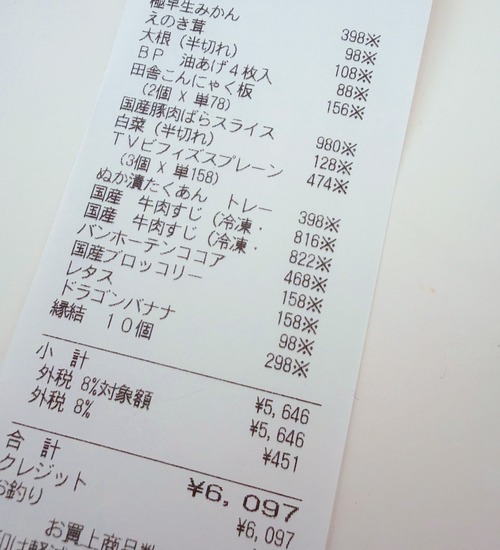 極早生みかん 398※
えのき茸 98※
大根(半切れ) 108※
BP 油あげ4枚入 88※
田舎こんにゃく板
(2個 X 単78) 156※
国産豚肉ばらスライス 980※
白菜(半切れ) 128※
TVビフィズスプレーン
(3個 X 単158) 474※
ぬか漬たくあん トレー 398※
国産 牛肉すじ(冷凍・ 816※
国産 牛肉すじ(冷凍・ 822※
バンホーテンココア 468※
国産ブロッコリー 158※
レタス 158※
ドラゴンバナナ 98※
縁結 10個 298※
小 計 ¥5,646
外税 8%対象額 ¥5,646
外税 8% ¥451
合 計 ¥6,097
クレジット ¥6,097
お釣り
お買上商品数